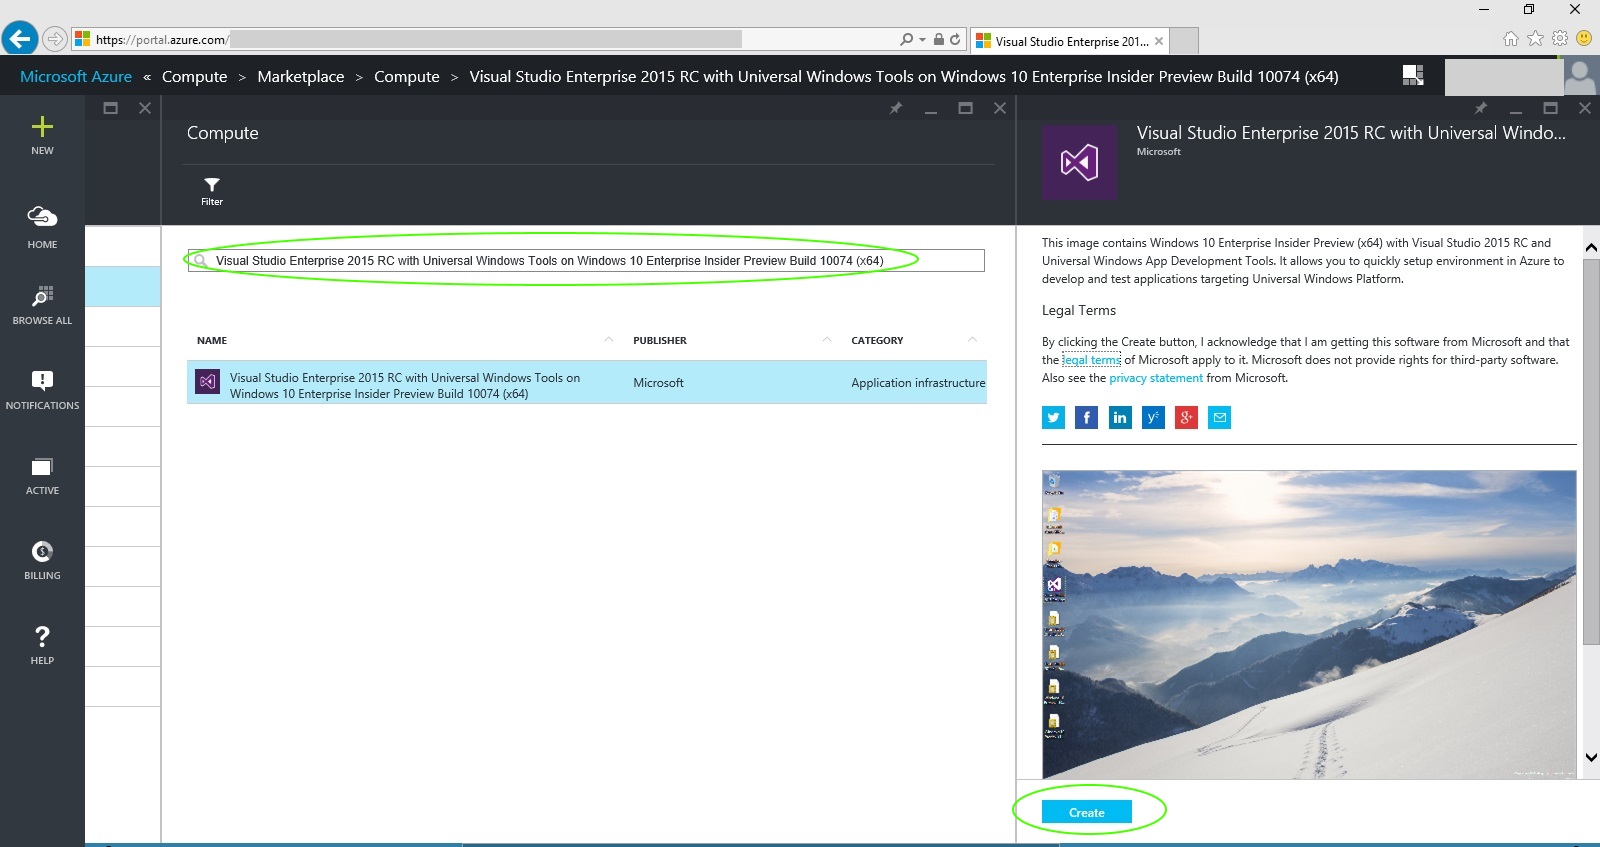 https://portal.azure.com/
Visual Studio Enterprise 201...
Microsoft Azure « Compute > Marketplace > Compute > Visual Studio Enterprise 2015 RC with Universal Windows Tools on Windows 10 Enterprise Insider Preview Build 10074 (x64)
NEW
HOME
BROWSE ALL
NOTIFICATIONS
ACTIVE
BILLING
HELP
Compute
Filter
Visual Studio Enterprise 2015 RC with Universal Windows Tools on Windows 10 Enterprise Insider Preview Build 10074 (x64)
NAME PUBLISHER CATEGORY
Visual Studio Enterprise 2015 RC with Universal Windows Tools on
Windows 10 Enterprise Insider Preview Build 10074 (x64)
Microsoft
Application infrastructure
Visual Studio Enterprise 2015 RC with Universal Windo...
Microsoft
This image contains Windows 10 Enterprise Insider Preview (x64) with Visual Studio 2015 RC and
Universal Windows App Development Tools. It allows you to quickly setup environment in Azure to
develop and test applications targeting Universal Windows Platform.
Legal Terms
By clicking the Create button, I acknowledge that I am getting this software from Microsoft and that
the legal terms of Microsoft apply to it. Microsoft does not provide rights for third-party software.
Also see the privacy statement from Microsoft.
Create